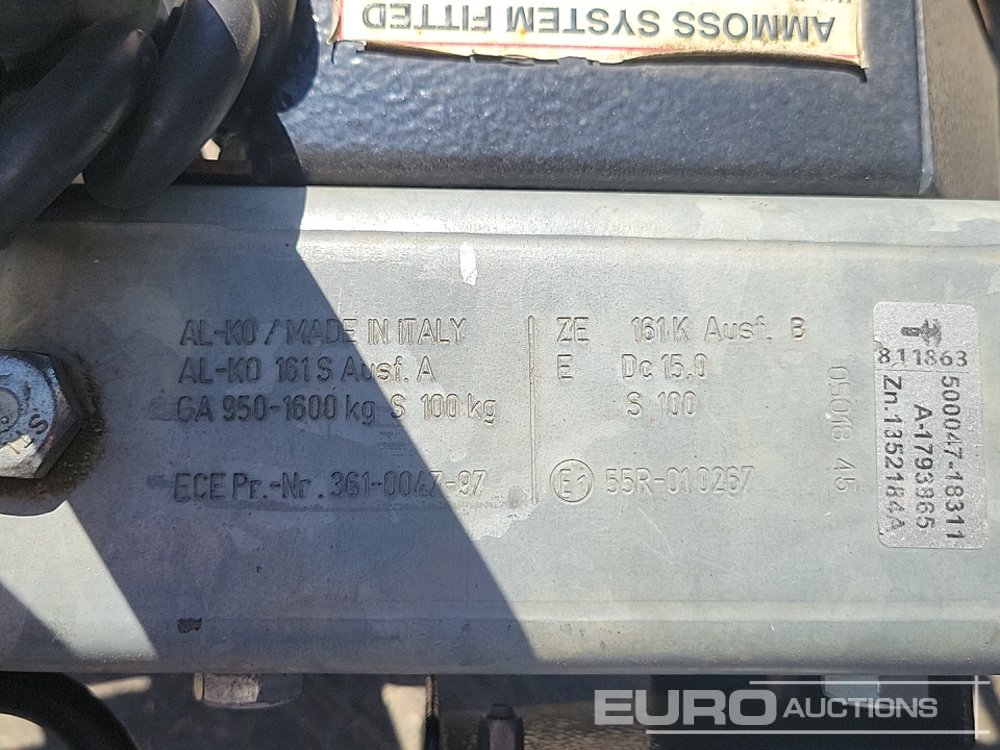 AMMOSS SYSTEM FITTED
AL-KO / MADE IN ITALY
AL-KO 161 S Ausf. A
GA 950-1600 kg S 100 kg
ECE Pr.-Nr. 361-0047-97
ZE 161 K Ausf. B
E Dc 15.0
S 100
E1 55R-010267
05018 45
811863
500047-18311
A-1793865
Zn.1352184A
EURO AUCTIONS